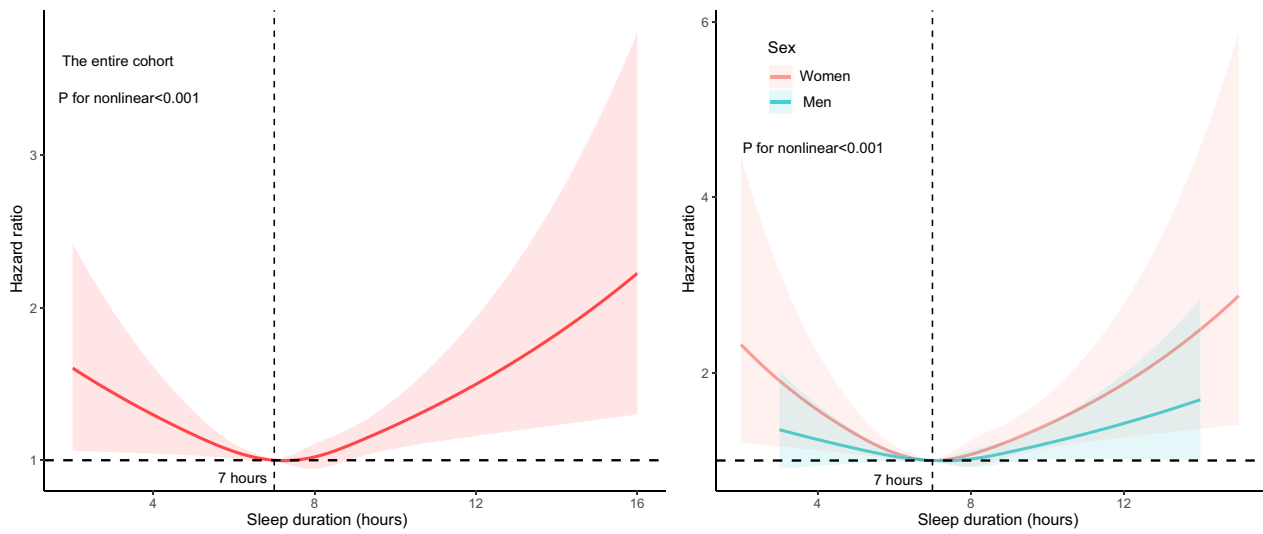 The entire cohort
P for nonlinear<0.001
3
2
1
Hazard ratio
7 hours
4
8
12
16
Sleep duration (hours)
6
4
2
Hazard ratio
Sex
Women
Men
P for nonlinear<0.001
7 hours
4
8
12
Sleep duration (hours)